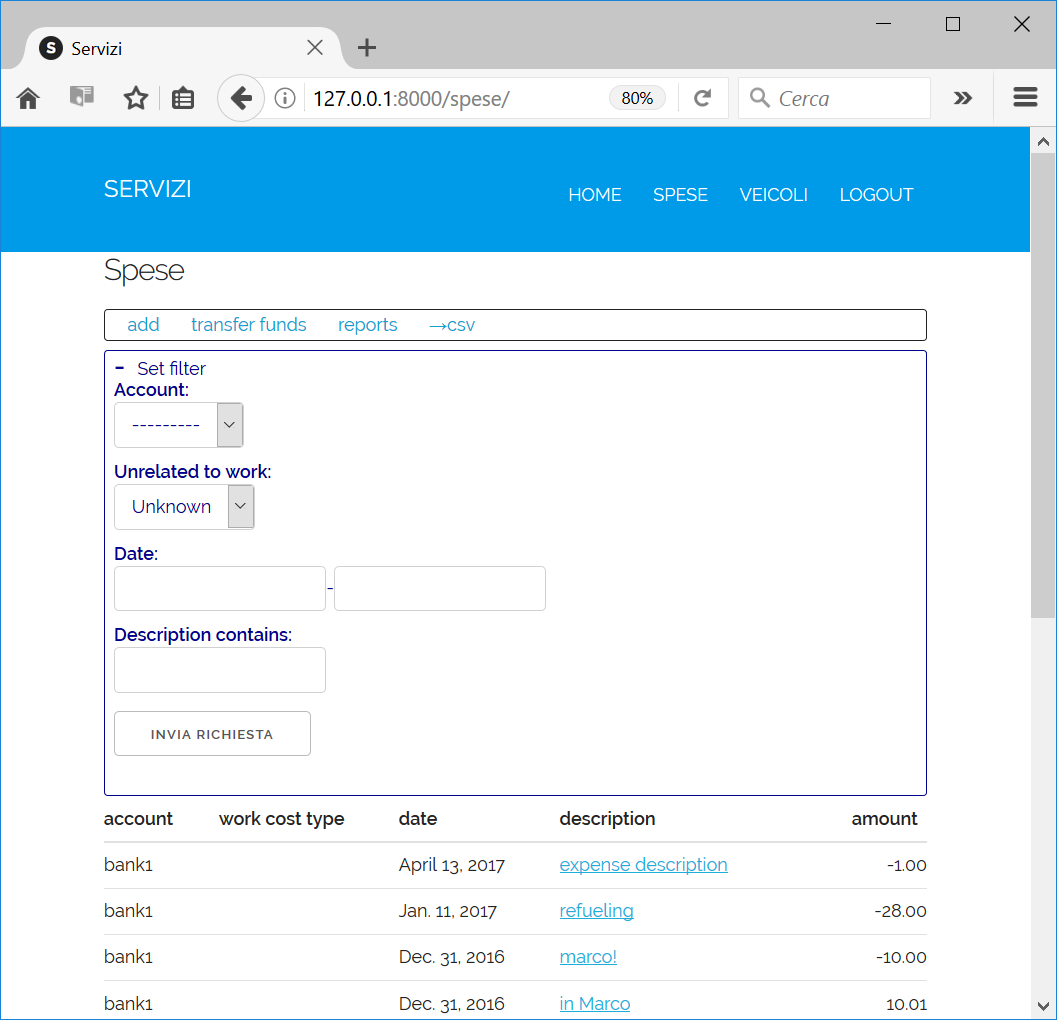 S Servizi
127.0.0.1:8000/spese/ 80% Cerca
SERVIZI HOME SPESE VEICOLI LOGOUT
Spese
add transfer funds reports →csv
- Set filter
Account:
---------
Unrelated to work:
Unknown
Date:
-
Description contains:
INVIA RICHIESTA
account work cost type date description amount
bank1 April 13, 2017 expense description -1.00
bank1 Jan. 11, 2017 refueling -28.00
bank1 Dec. 31, 2016 marco! -10.00
bank1 Dec. 31, 2016 in Marco 10.01